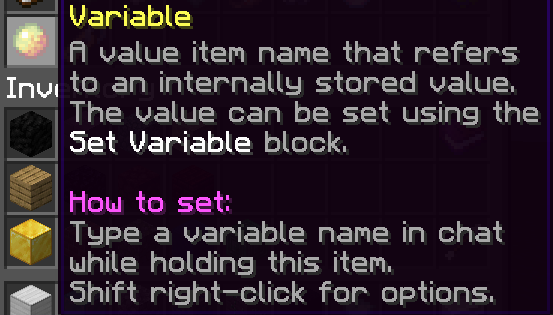 Variable
A value item name that refers
to an internally stored value.
The value can be set using the
Set Variable block.
Inve
How to set:
Type a variable name in chat
while holding this item.
Shift right-click for options.